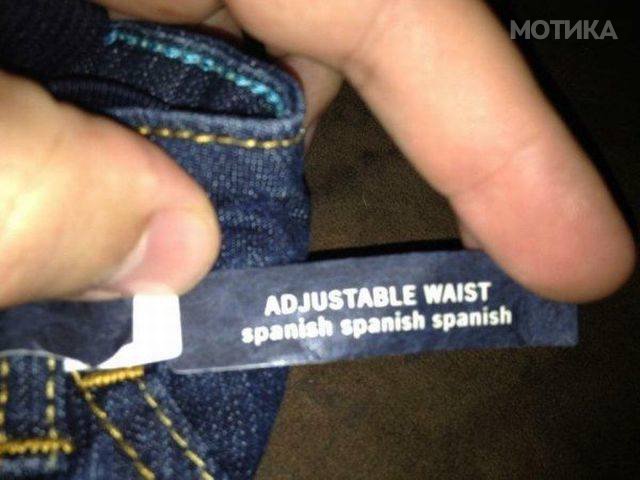 МОТИКА
ADJUSTABLE WAIST
spanish spanish spanish